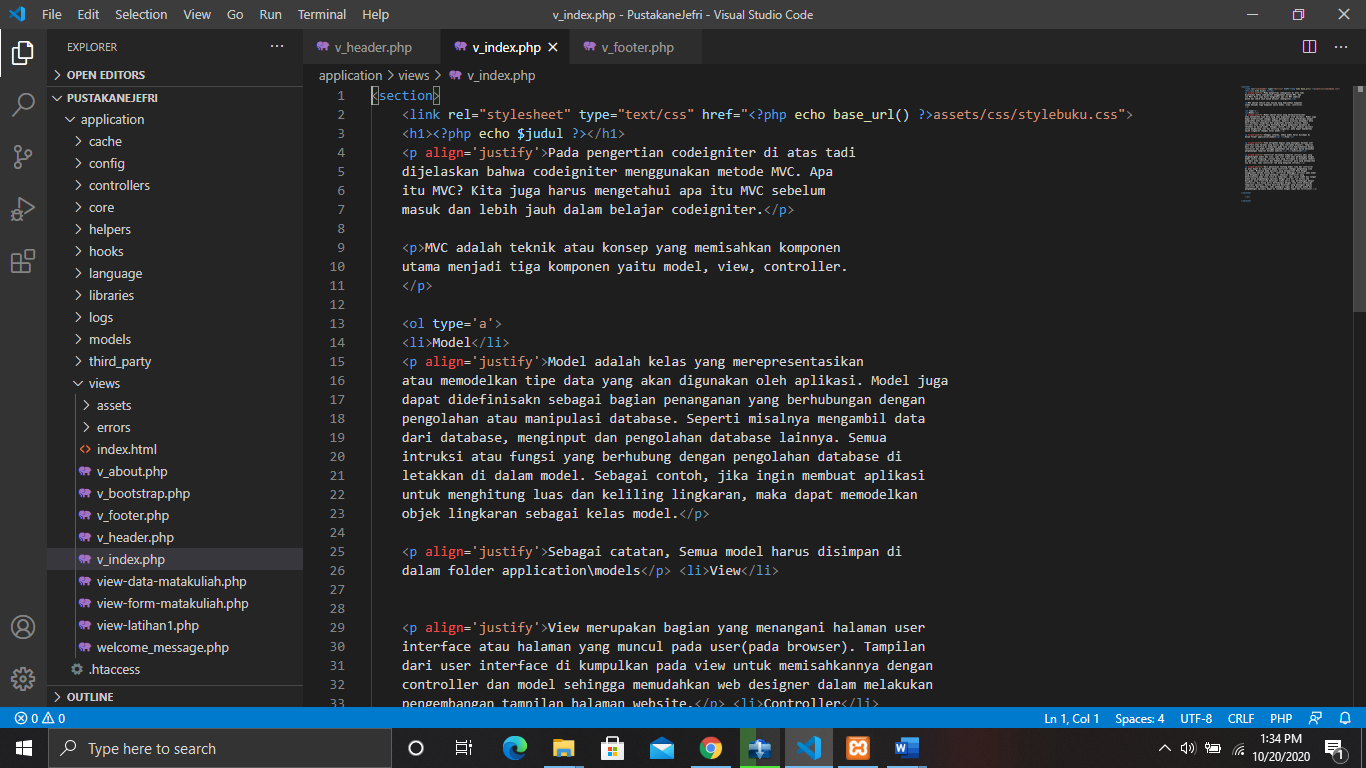 File Edit Selection View Go Run Terminal Help
v_index.php - PustakaneJefri - Visual Studio Code
EXPLORER
OPEN EDITORS
PUSTAKANEJEFRI
application
cache
config
controllers
core
helpers
hooks
language
libraries
logs
models
third_party
views
assets
errors
index.html
v_about.php
v_bootstrap.php
v_footer.php
v_header.php
v_index.php
view-data-matakuliah.php
view-form-matakuliah.php
view-latihan1.php
welcome_message.php
.htaccess
OUTLINE
v_header.php v_index.php v_footer.php
application > views > v_index.php
1 <section>
2 <link rel="stylesheet" type="text/css" href="<?php echo base_url() ?>assets/css/stylebuku.css">
3 <h1><?php echo $judul ?></h1>
4 <p align='justify'>Pada pengertian codeigniter di atas tadi
5 dijelaskan bahwa codeigniter menggunakan metode MVC. Apa
6 itu MVC? Kita juga harus mengetahui apa itu MVC sebelum
7 masuk dan lebih jauh dalam belajar codeigniter.</p>
8
9 <p>MVC adalah teknik atau konsep yang memisahkan komponen
10 utama menjadi tiga komponen yaitu model, view, controller.
11 </p>
12
13 <ol type='a'>
14 <li>Model</li>
15 <p align='justify'>Model adalah kelas yang merepresentasikan
16 atau memodelkan tipe data yang akan digunakan oleh aplikasi. Model juga
17 dapat didefinisakn sebagai bagian penanganan yang berhubungan dengan
18 pengolahan atau manipulasi database. Seperti misalnya mengambil data
19 dari database, menginput dan pengolahan database lainnya. Semua
20 intruksi atau fungsi yang berhubung dengan pengolahan database di
21 letakkan di dalam model. Sebagai contoh, jika ingin membuat aplikasi
22 untuk menghitung luas dan keliling lingkaran, maka dapat memodelkan
23 objek lingkaran sebagai kelas model.</p>
24
25 <p align='justify'>Sebagai catatan, Semua model harus disimpan di
26 dalam folder application\models</p> <li>View</li>
27
28
29 <p align='justify'>View merupakan bagian yang menangani halaman user
30 interface atau halaman yang muncul pada user(pada browser). Tampilan
31 dari user interface di kumpulkan pada view untuk memisahkannya dengan
32 controller dan model sehingga memudahkan web designer dalam melakukan
33 pengembangan tampilan halaman website.</p> <li>Controller</li>
0 0
Ln 1, Col 1 Spaces: 4 UTF-8 CRLF PHP
Type here to search
1:34 PM
10/20/2020
1